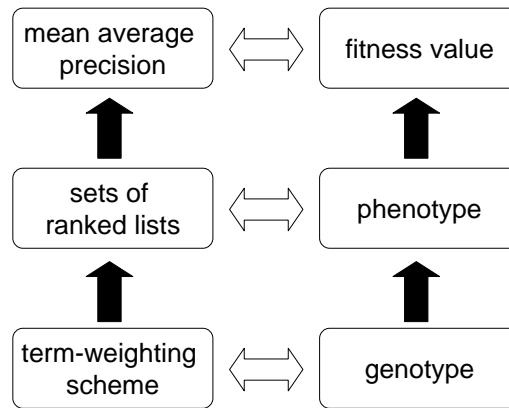 mean average
precision
fitness value
sets of
ranked lists
phenotype
term-weighting
scheme
genotype